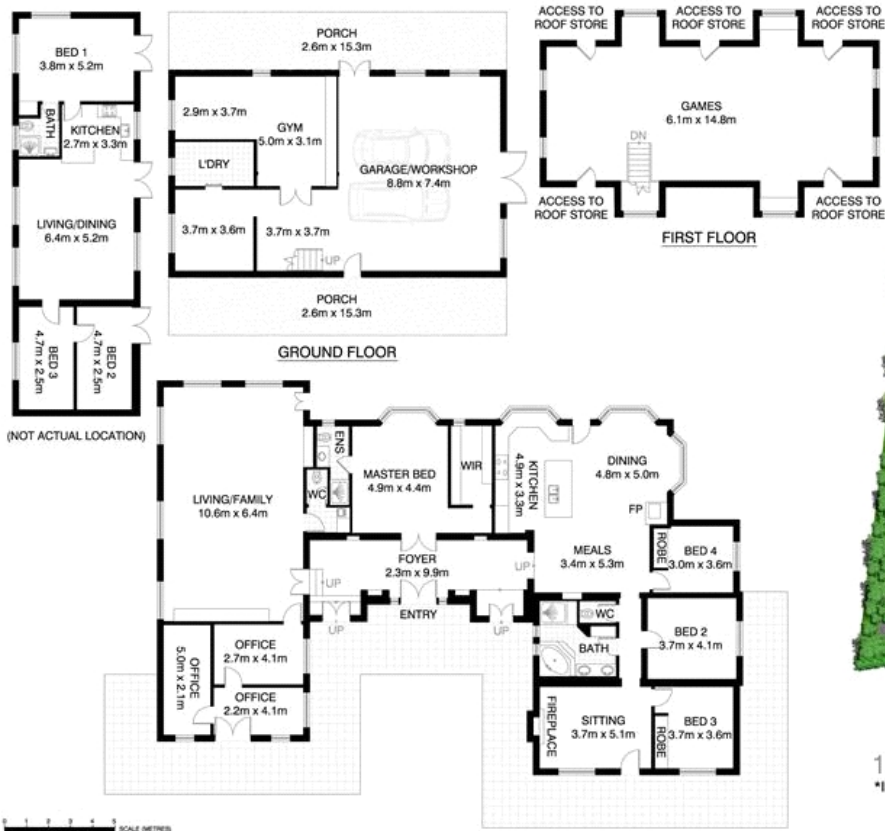 BED 1
3.8m x 5.2m
BATH
KITCHEN
2.7m x 3.3m
LIVING/DINING
6.4m x 5.2m
BED 3
4.7m x 2.5m
BED 2
4.7m x 2.5m
(NOT ACTUAL LOCATION)
PORCH
2.6m x 15.3m
2.9m x 3.7m
GYM
5.0m x 3.1m
L'DRY
GARAGE/WORKSHOP
8.8m x 7.4m
3.7m x 3.6m
3.7m x 3.7m
UP
PORCH
2.6m x 15.3m
GROUND FLOOR
ACCESS TO
ROOF STORE
ACCESS TO
ROOF STORE
ACCESS TO
ROOF STORE
GAMES
6.1m x 14.8m
DN
ACCESS TO
ROOF STORE
ACCESS TO
ROOF STORE
FIRST FLOOR
LIVING/FAMILY
10.6m x 6.4m
ENS
WC
MASTER BED
4.9m x 4.4m
WIR
KITCHEN
4.9m x 3.3m
DINING
4.8m x 5.0m
FP
MEALS
3.4m x 5.3m
ROBE
BED 4
3.0m x 3.6m
FOYER
2.3m x 9.9m
UP
UP
ENTRY
UP
UP
OFFICE
5.0m x 2.1m
OFFICE
2.7m x 4.1m
OFFICE
2.2m x 4.1m
WC
BATH
BED 2
3.7m x 4.1m
FIREPLACE
SITTING
3.7m x 5.1m
ROBE
BED 3
3.7m x 3.6m
0 1 2 3 4 5
SCALE (METRES)
1